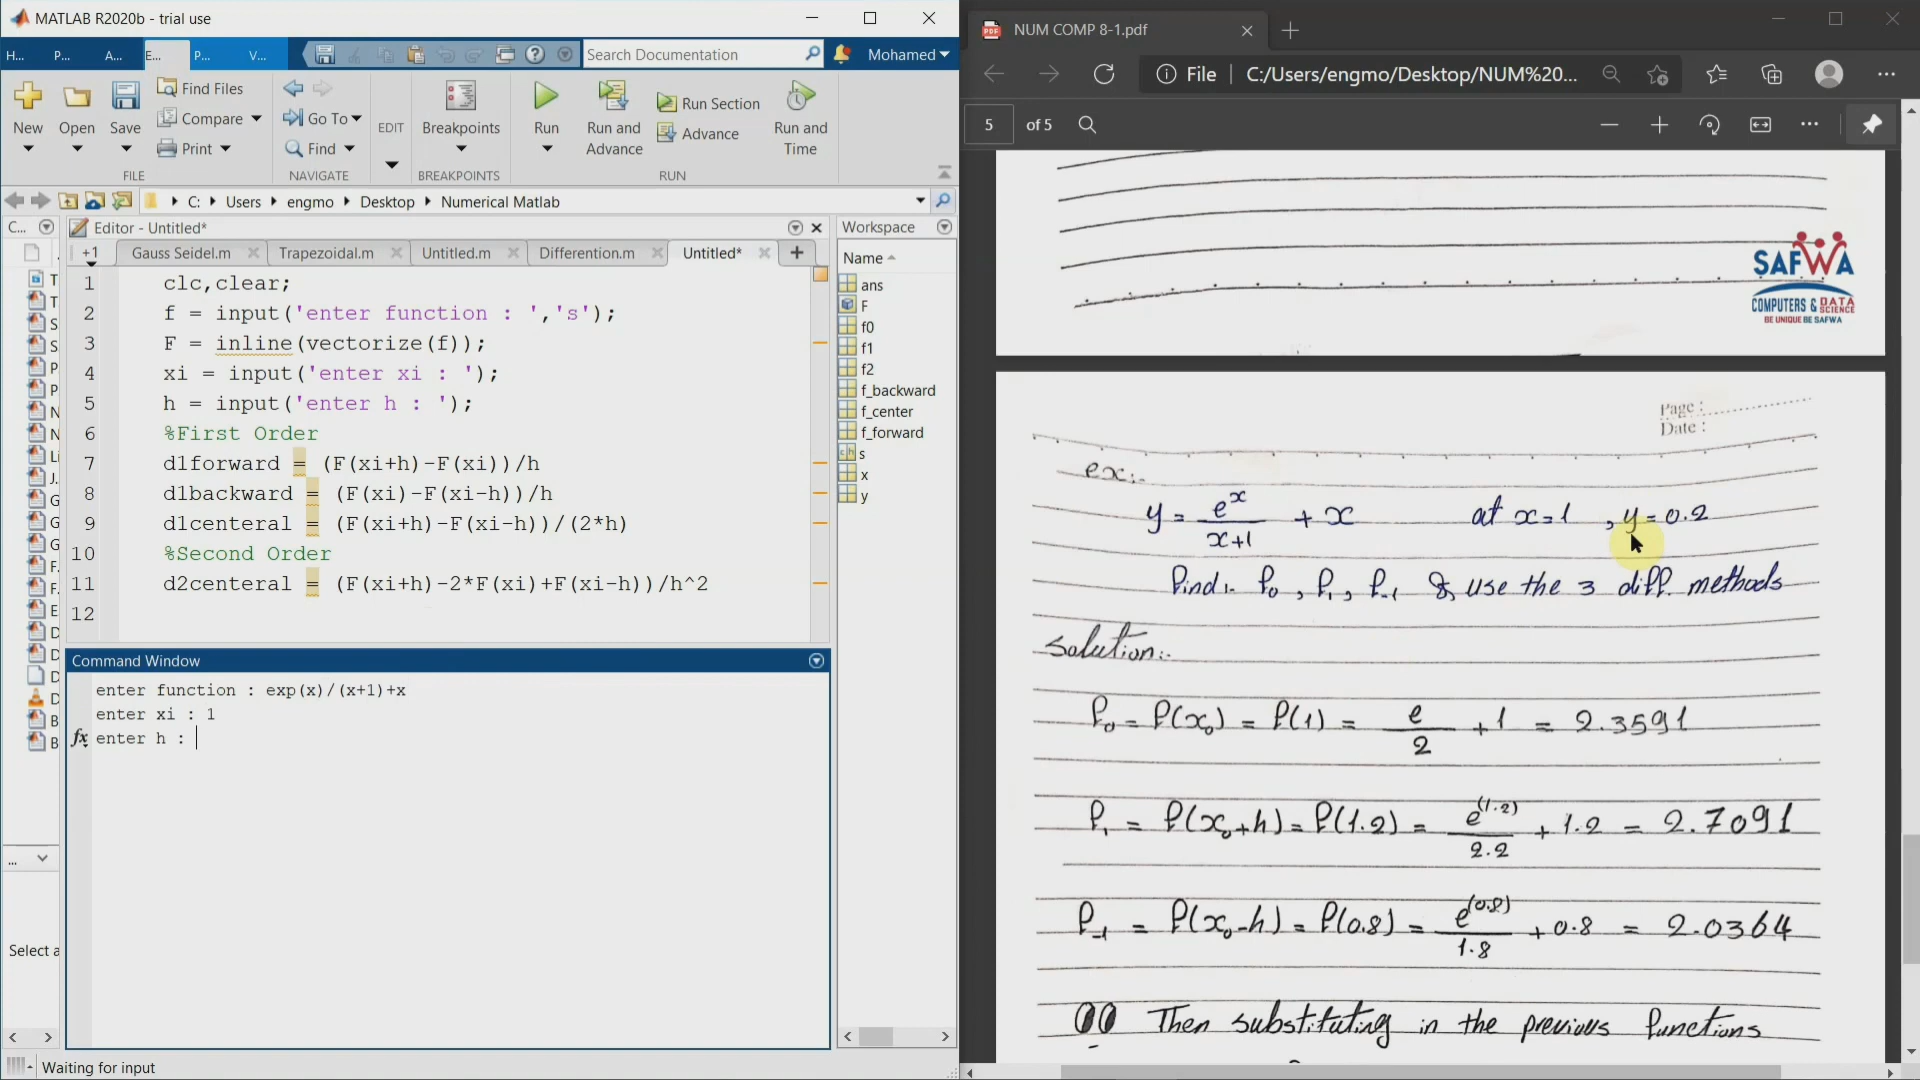 MATLAB R2020b - trial use
H... P... A... E... P... V...
Search Documentation
Mohamed
New
Open
Save
Find Files
Compare
Print
FILE
Go To
Find
NAVIGATE
EDIT
Breakpoints
BREAKPOINTS
Run
Run and Advance
Run Section
Advance
Run and Time
RUN
C: Users engmo Desktop Numerical Matlab
C...
Editor - Untitled*
+1 Gauss Seidel.m Trapezoidal.m Untitled.m Differention.m Untitled* +
1 clc,clear;
2 f = input('enter function : ','s');
3 F = inline(vectorize(f));
4 xi = input('enter xi : ');
5 h = input('enter h : ');
6 %First Order
7 d1forward = (F(xi+h)-F(xi))/h
8 d1backward = (F(xi)-F(xi-h))/h
9 d1centeral = (F(xi+h)-F(xi-h))/(2*h)
10 %Second Order
11 d2centeral = (F(xi+h)-2*F(xi)+F(xi-h))/h^2
12
Command Window
enter function : exp(x)/(x+1)+x
enter xi : 1
fx enter h :
Workspace
Name
ans
F
f0
f1
f2
f_backward
f_center
f_forward
s
x
y
Select a
Waiting for input
NUM COMP 8-1.pdf
File C:/Users/engmo/Desktop/NUM%20...
5 of 5
SAFWA
COMPUTERS & DATA SCIENCE
BE UNIQUE BE SAFWA
Page :
Date :
ex:-
y = e^x / (x+1) + x at x=1 , y=0.2
find:- f₀ , f₁ , f₋₁ & use the 3 diff. methods
Solution:-
f₀ = f(x₀) = f(1) = e/2 + 1 = 2.3591
f₁ = f(x₀+h) = f(1.2) = e^(1.2)/2.2 + 1.2 = 2.7091
f₋₁ = f(x₀-h) = f(0.8) = e^(0.8)/1.8 + 0.8 = 2.0364
Then substituting in the previous functions